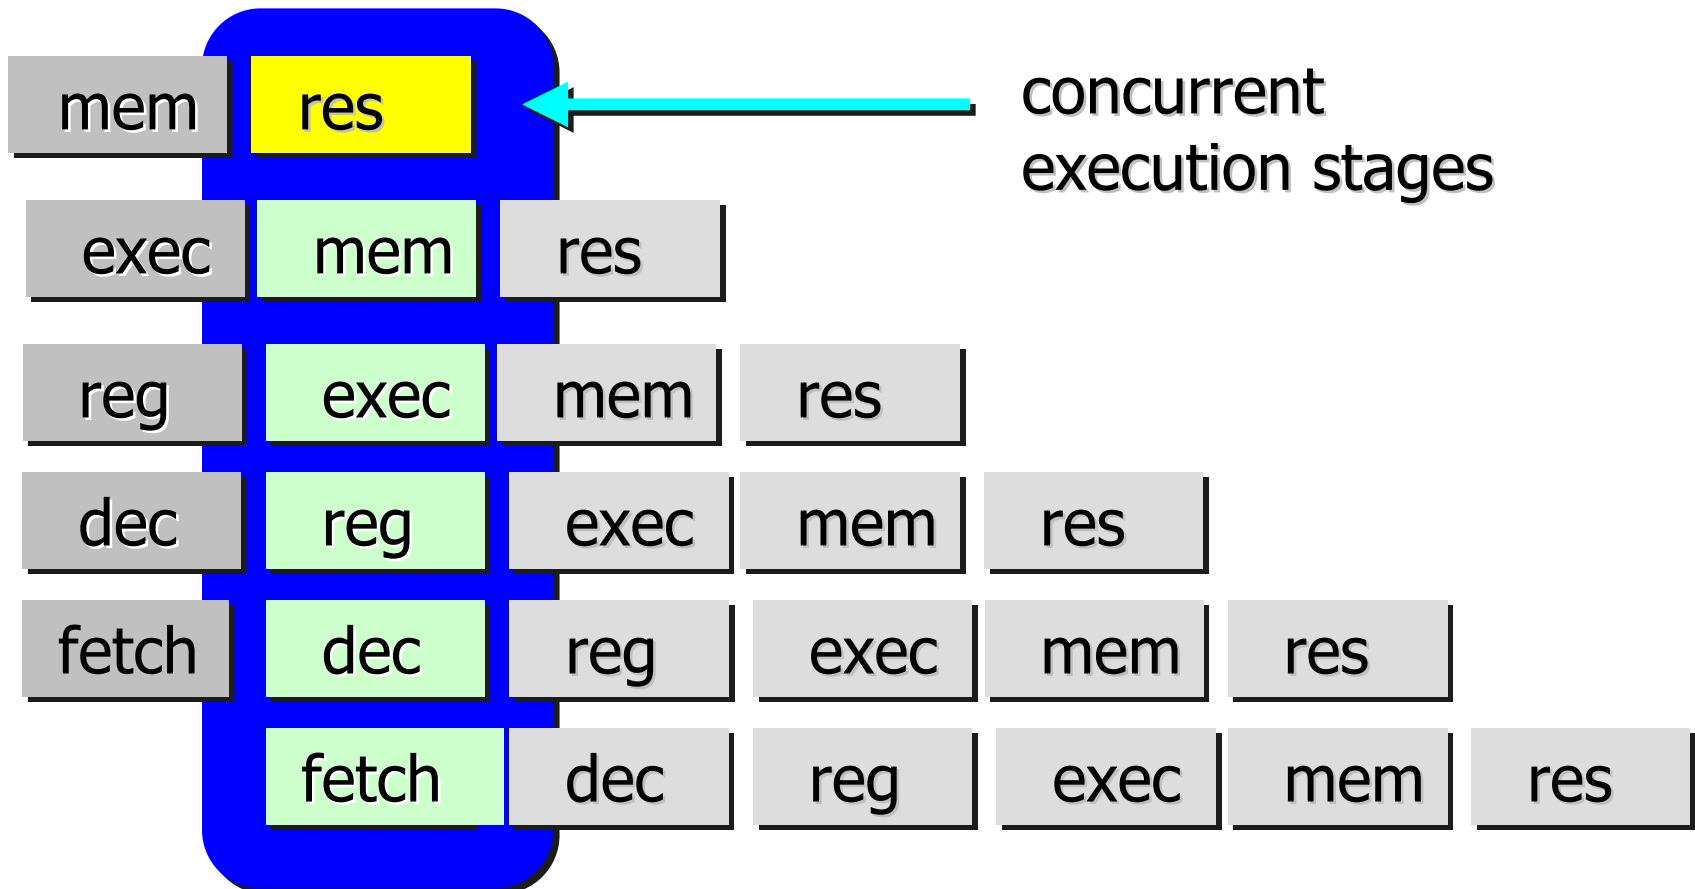 mem res concurrent
execution stages
exec mem res
reg exec mem res
dec reg exec mem res
fetch dec reg exec mem res
fetch dec reg exec mem res